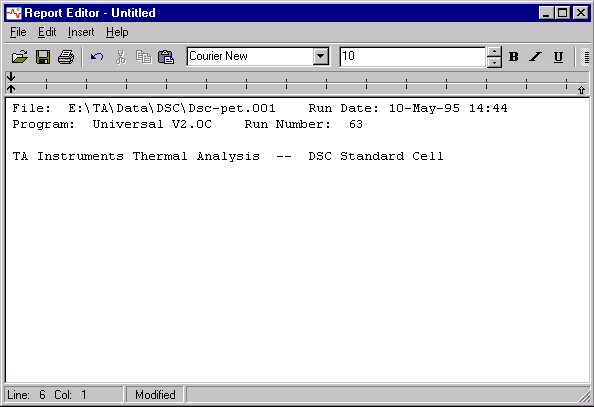 Report Editor - Untitled
File Edit Insert Help
Courier New 10 B I U
File:  E:\TA\Data\DSC\Dsc-pet.001    Run Date: 10-May-95 14:44
Program:  Universal V2.0C    Run Number:  63
TA Instruments Thermal Analysis  --  DSC Standard Cell
Line: 6 Col: 1 Modified